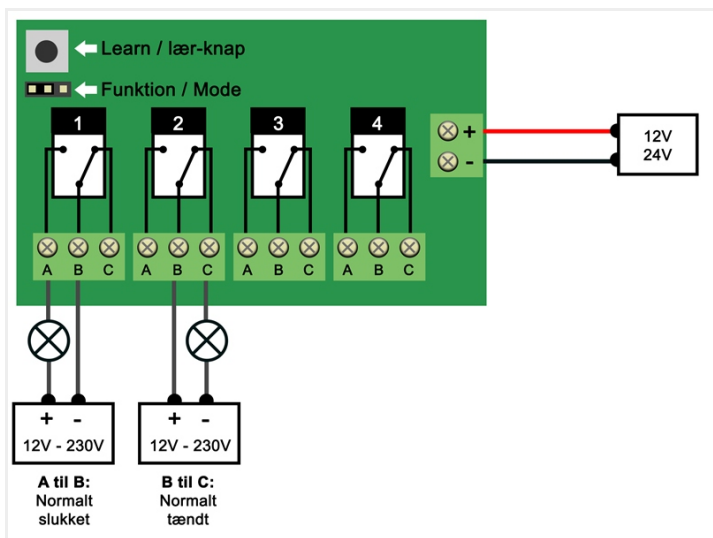 Learn / lær-knap
Funktion / Mode
1 2 3 4
+
-
12V
24V
A B C A B C A B C A B C
+ - + -
12V - 230V 12V - 230V
A til B:
Normalt
slukket
B til C:
Normalt
tændt